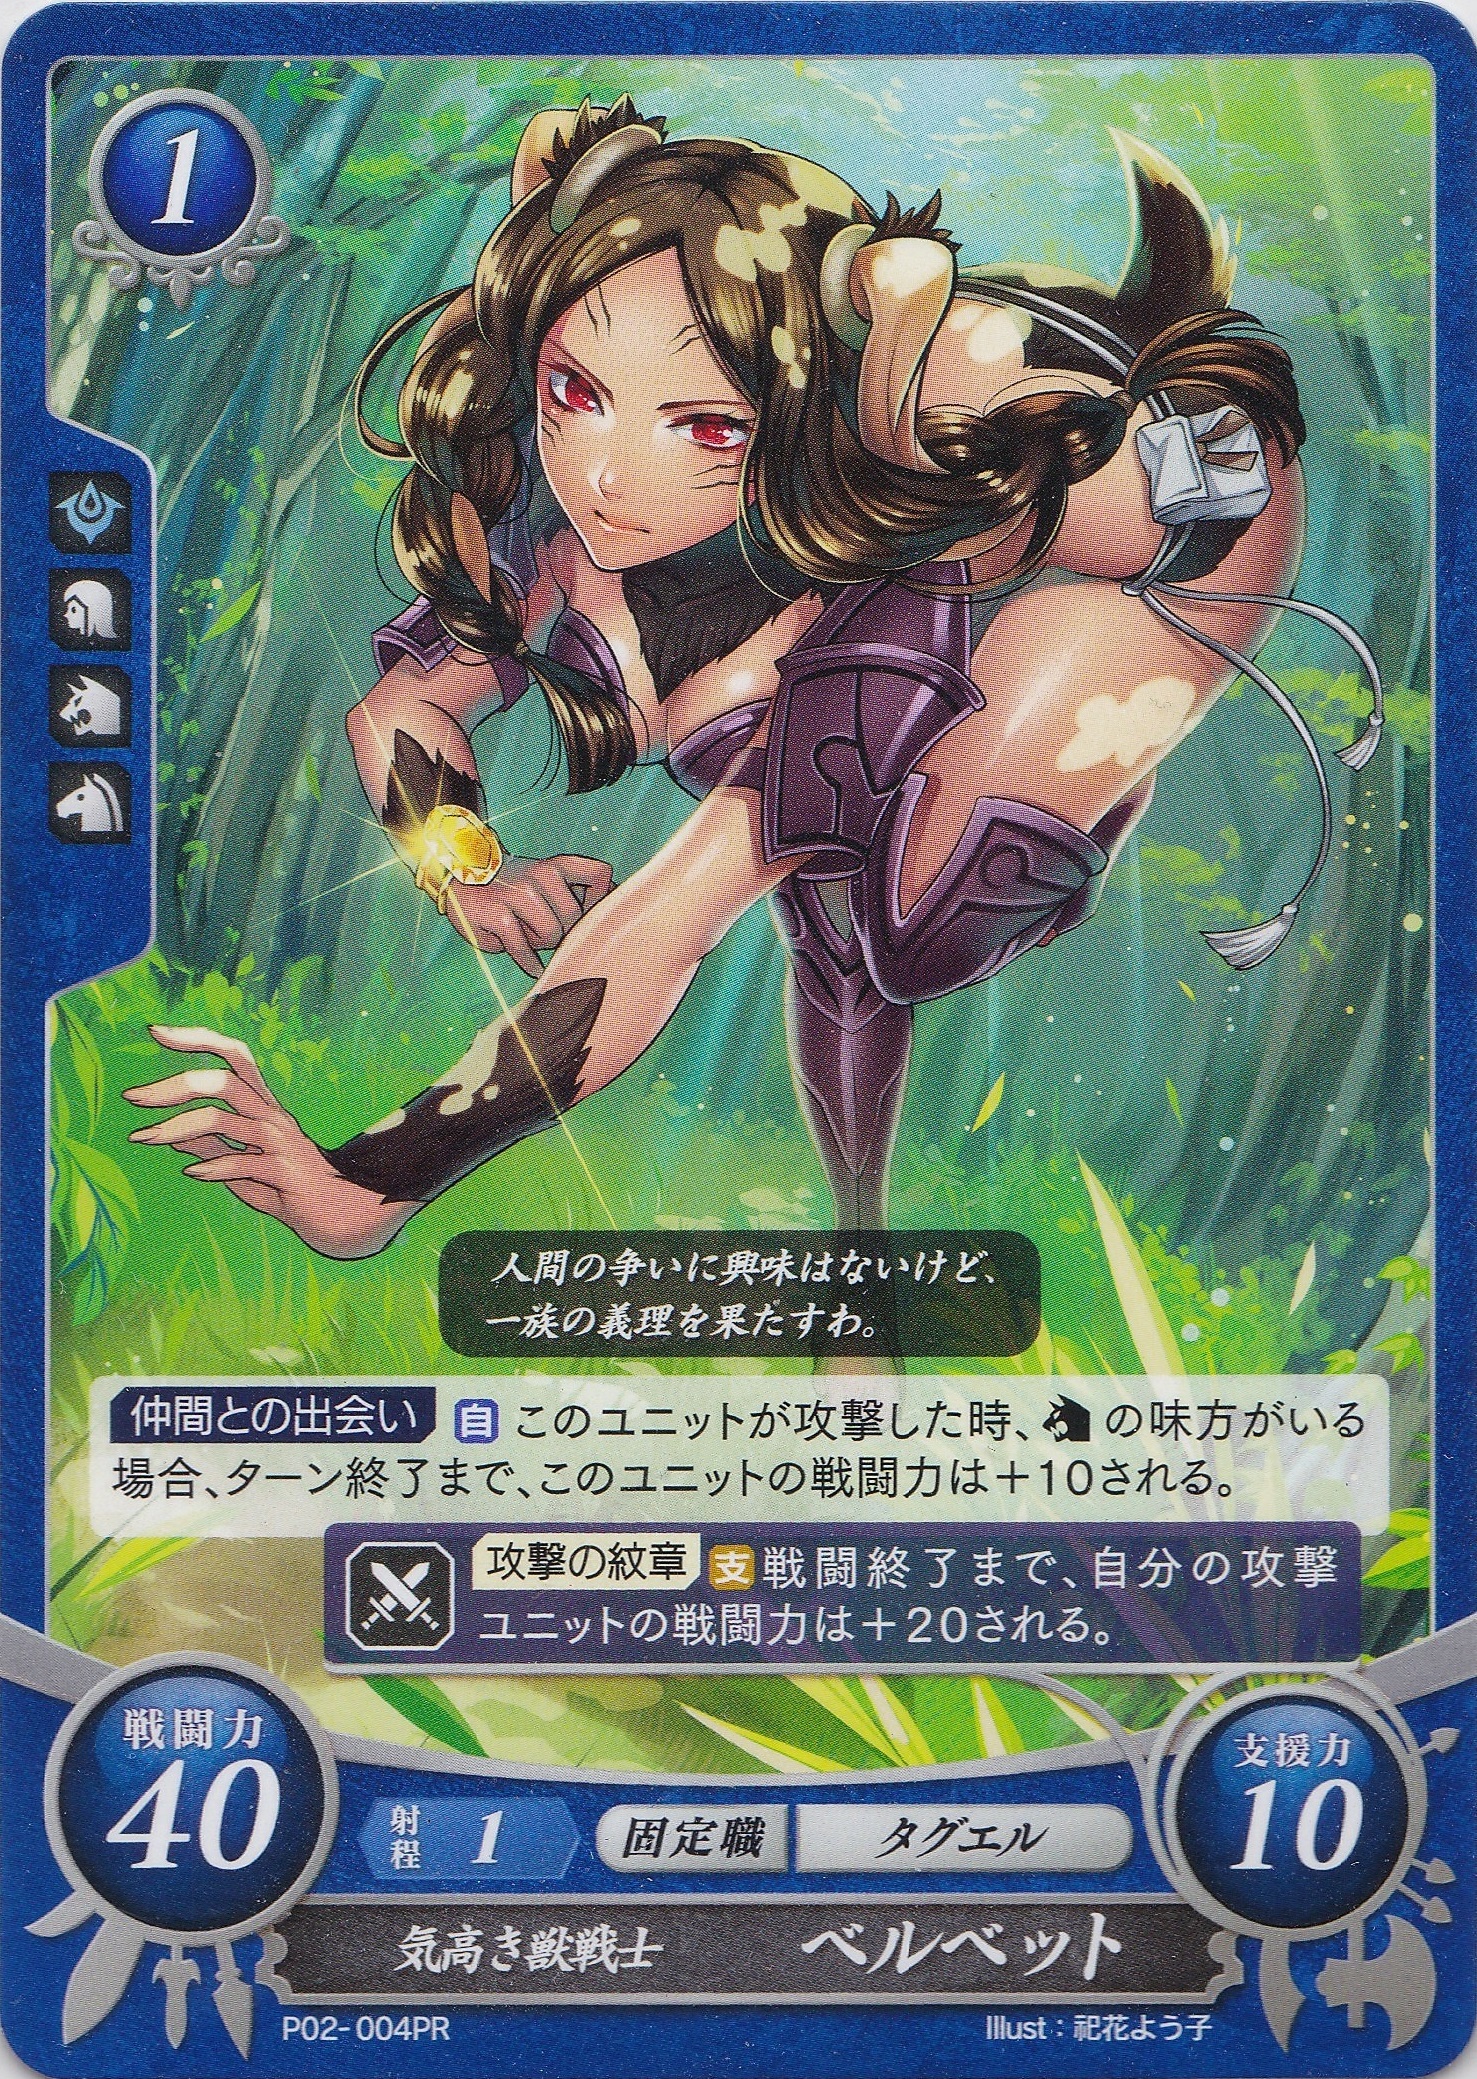 1
人間の争いに興味はないけど、
一族の義理を果たすわ。
仲間との出会い 自 このユニットが攻撃した時、の味方がいる
場合、ターン終了まで、このユニットの戦闘力は＋10される。
攻撃の紋章 支 戦闘終了まで、自分の攻撃
ユニットの戦闘力は＋20される。
戦闘力
40
射程 1
固定職 タグエル
支援力
10
気高き獣戦士 ベルベット
P02-004PR
Illust：祀花よう子